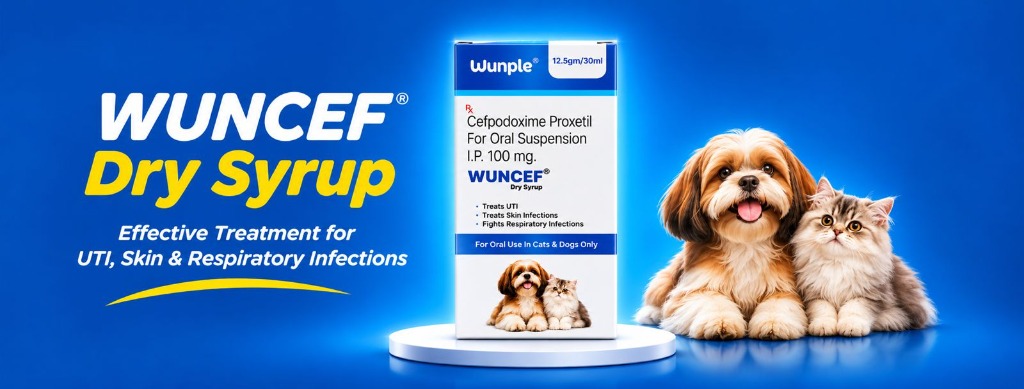 WUNCEF®
Dry Syrup
Effective Treatment for
UTI, Skin & Respiratory Infections
Wunple®
12.5gm/30ml
Rx
Cefpodoxime Proxetil
For Oral Suspension
I.P. 100 mg.
WUNCEF®
Dry Syrup
• Treats UTI
• Treats Skin Infections
• Fights Respiratory Infections
For Oral Use In Cats & Dogs Only